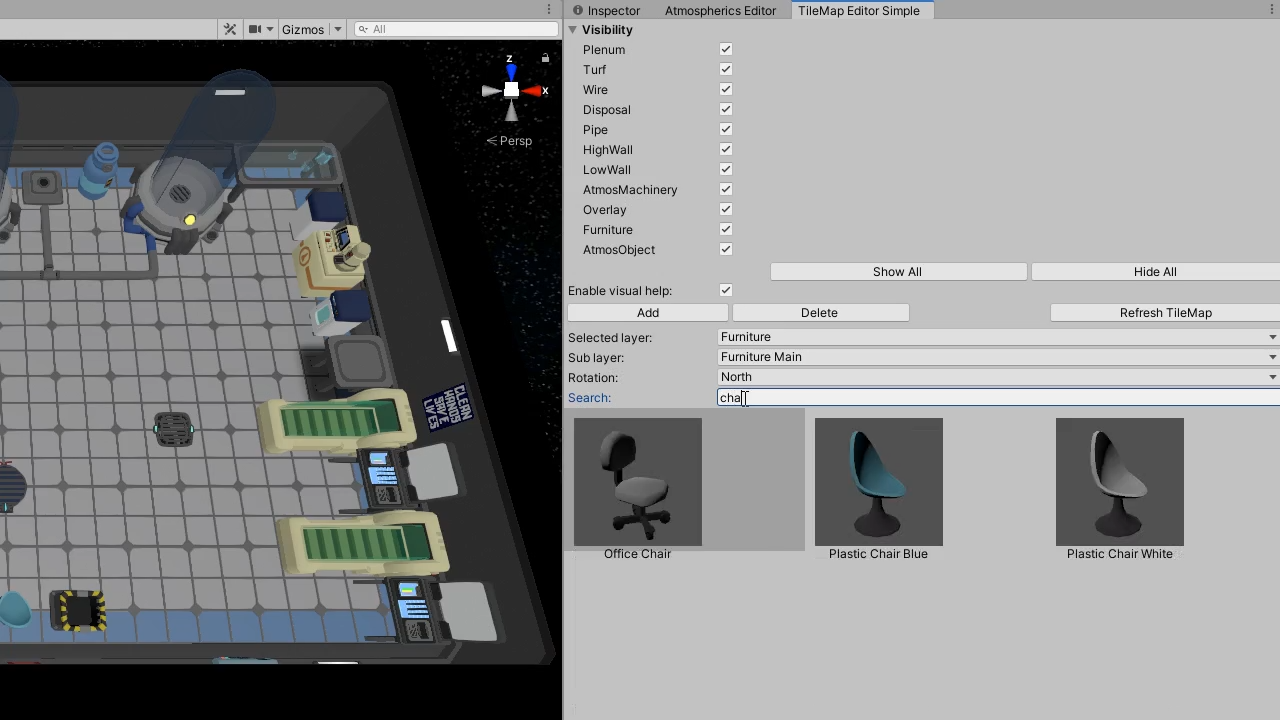 Inspector Atmospherics Editor TileMap Editor Simple
Gizmos All
Visibility
Plenum
Turf
Wire
Disposal
Pipe
HighWall
LowWall
AtmosMachinery
Overlay
Furniture
AtmosObject
Show All Hide All
Enable visual help:
Add Delete Refresh TileMap
Selected layer: Furniture
Sub layer: Furniture Main
Rotation: North
Search: cha
Office Chair Plastic Chair Blue Plastic Chair White
z
x
< Persp
CLEAN
HANDS
SAVE
LIVES